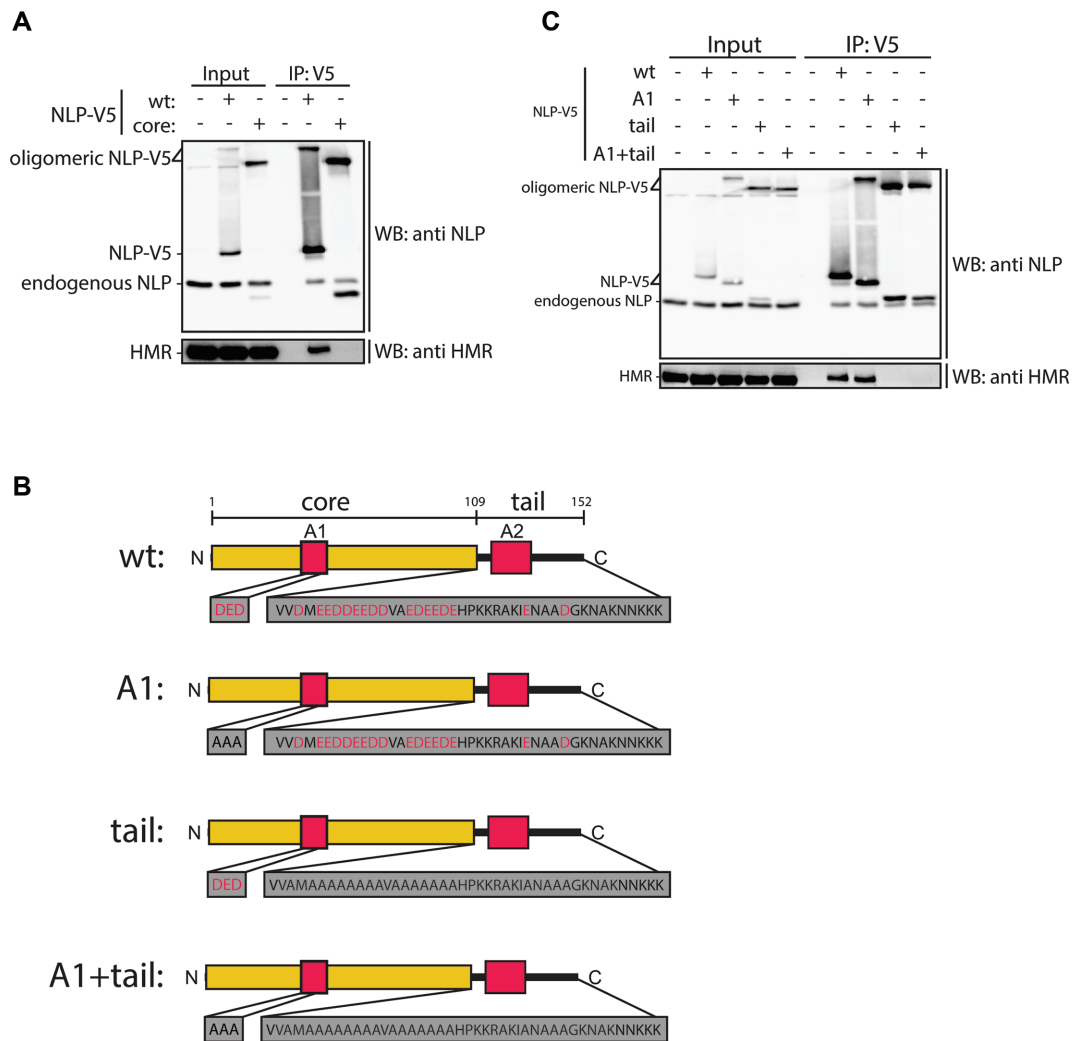 A
Input IP: V5
NLP-V5
wt: - + - - + -
core: - - + - - +
oligomeric NLP-V5
NLP-V5
endogenous NLP
WB: anti NLP
HMR
WB: anti HMR
C
Input IP: V5
NLP-V5
wt - + - - - - + - - -
A1 - - + - - - - + - -
tail - - - + - - - - + -
A1+tail - - - - + - - - - +
oligomeric NLP-V5
NLP-V5
endogenous NLP
WB: anti NLP
HMR
WB: anti HMR
B
1 core 109 tail 152
A1 A2
wt: N C
DED VVDMEEDDEEDDVAEDEEDEHPKKRAKIENAADGKNAKNNKKK
A1: N C
AAA VVDMEEDDEEDDVAEDEEDEHPKKRAKIENAADGKNAKNNKKK
tail: N C
DED VVAMAAAAAAAAVAAAAAAAHPKKRAKIANAAAGKNAKNNKKK
A1+tail: N C
AAA VVAMAAAAAAAAVAAAAAAAHPKKRAKIANAAAGKNAKNNKKK